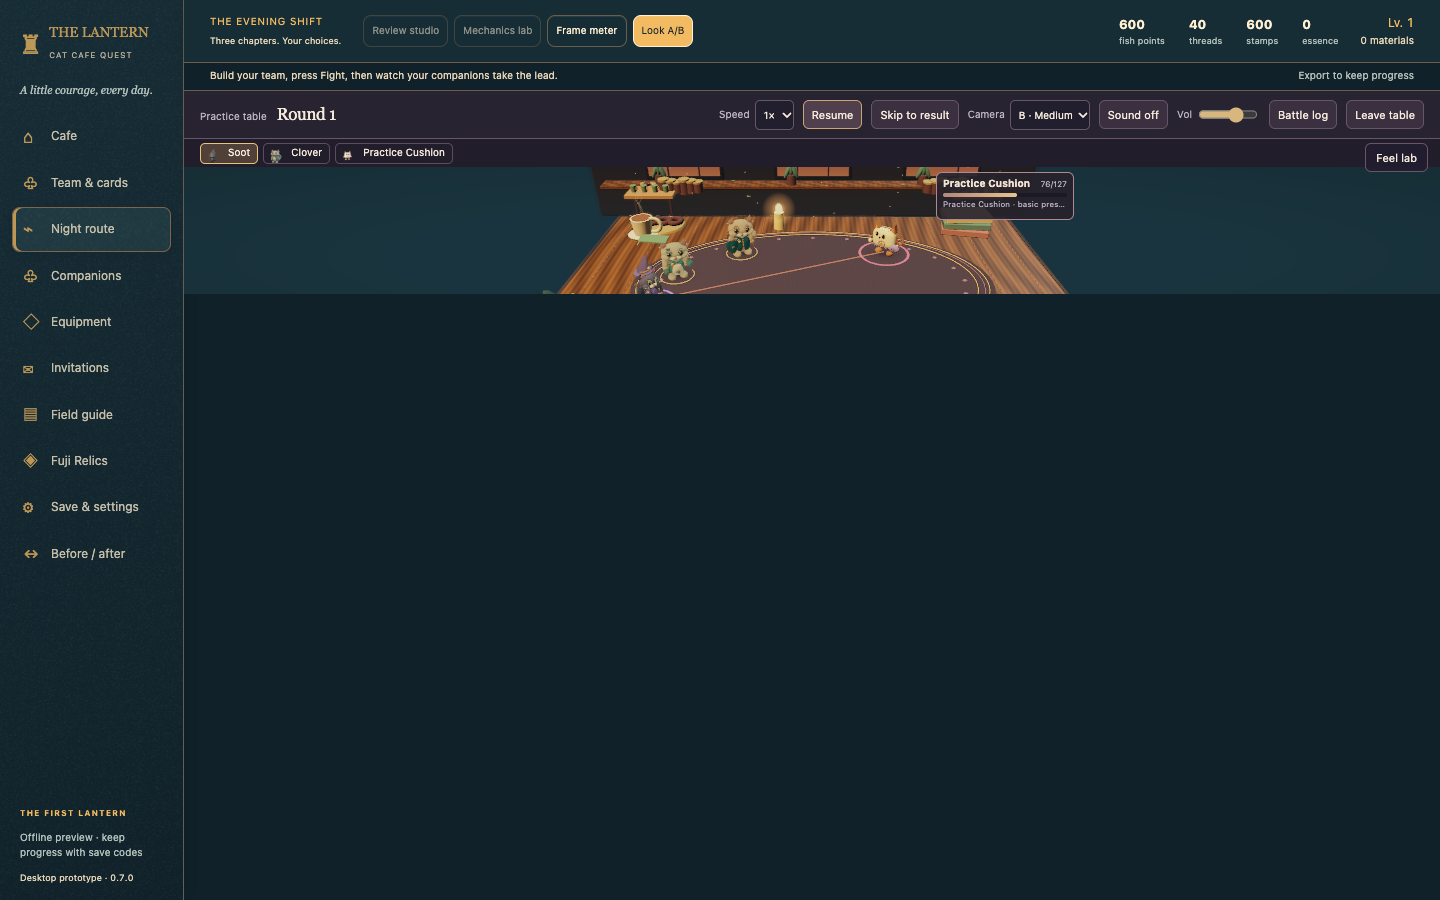 THE LANTERN
CAT CAFE QUEST
A little courage, every day.
Cafe
Team & cards
Night route
Companions
Equipment
Invitations
Field guide
Fuji Relics
Save & settings
Before / after
THE FIRST LANTERN
Offline preview · keep
progress with save codes
Desktop prototype · 0.7.0
THE EVENING SHIFT
Three chapters. Your choices.
Review studio
Mechanics lab
Frame meter
Look A/B
600
fish points
40
threads
600
stamps
0
essence
Lv. 1
0 materials
Build your team, press Fight, then watch your companions take the lead.
Export to keep progress
Practice table Round 1
Speed 1x
Resume
Skip to result
Camera B · Medium
Sound off
Vol
Battle log
Leave table
Soot
Clover
Practice Cushion
Feel lab
Practice Cushion 76/127
Practice Cushion · basic pres...